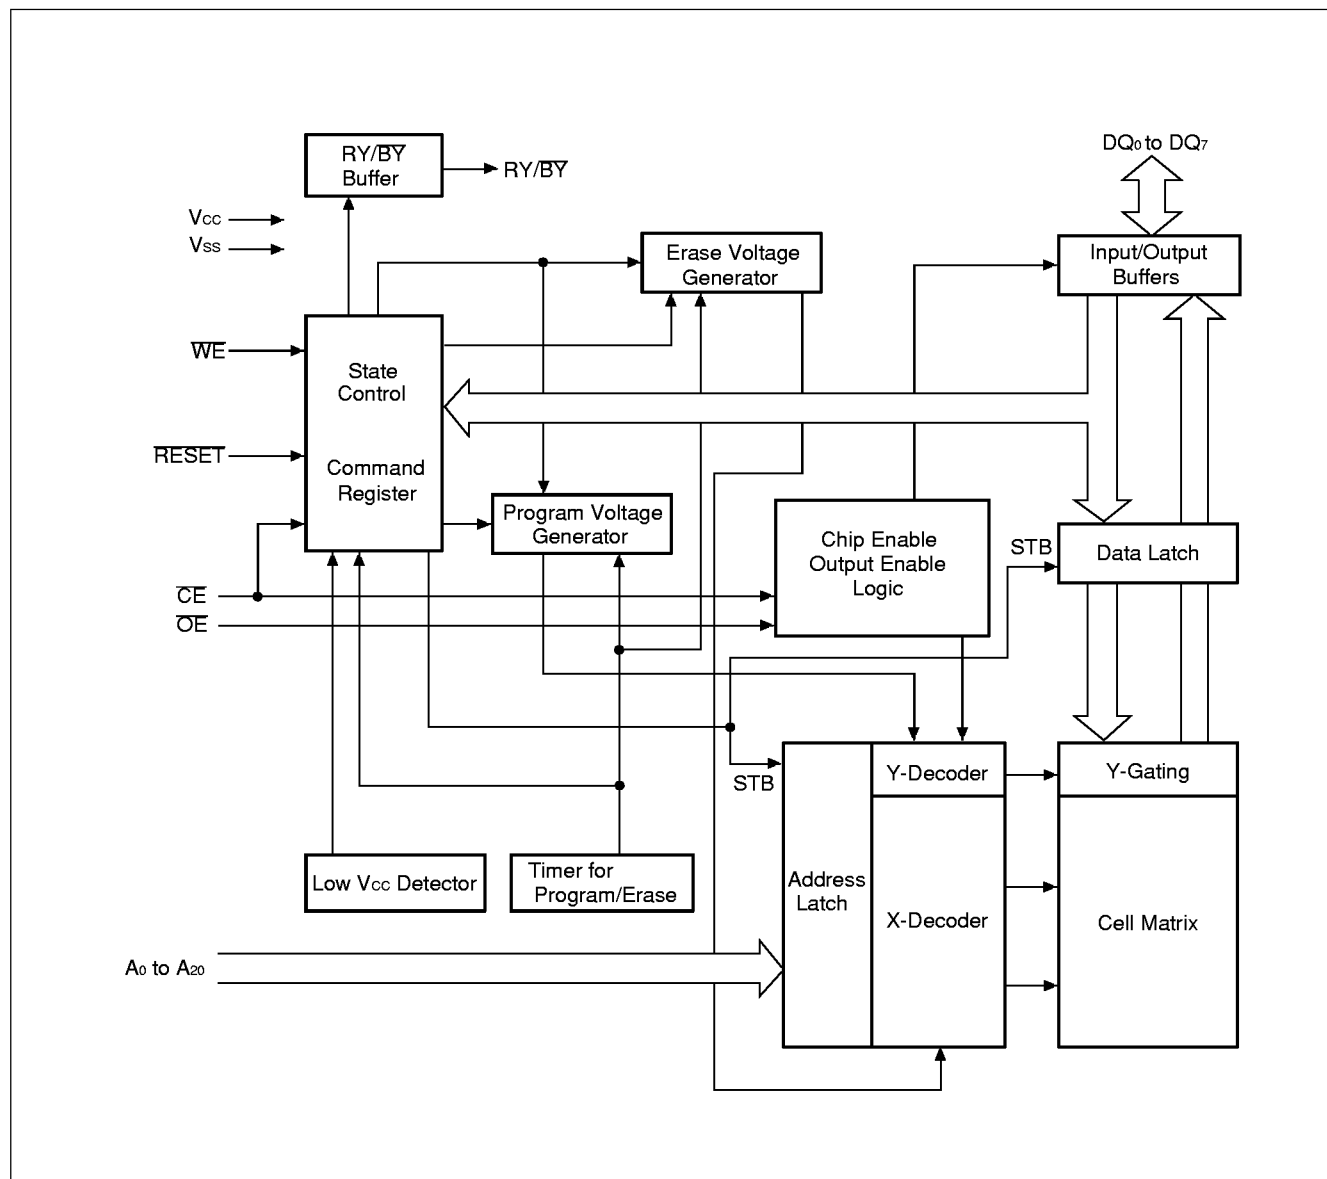 RY/BY
Buffer
RY/BY
DQ0 to DQ7
VCC
VSS
Erase Voltage
Generator
Input/Output
Buffers
WE
State
Control
RESET
Command
Register
Program Voltage
Generator
Chip Enable
Output Enable
Logic
STB
Data Latch
CE
OE
STB
Y-Decoder
Y-Gating
Low VCC Detector
Timer for
Program/Erase
Address
Latch
X-Decoder
Cell Matrix
A0 to A20